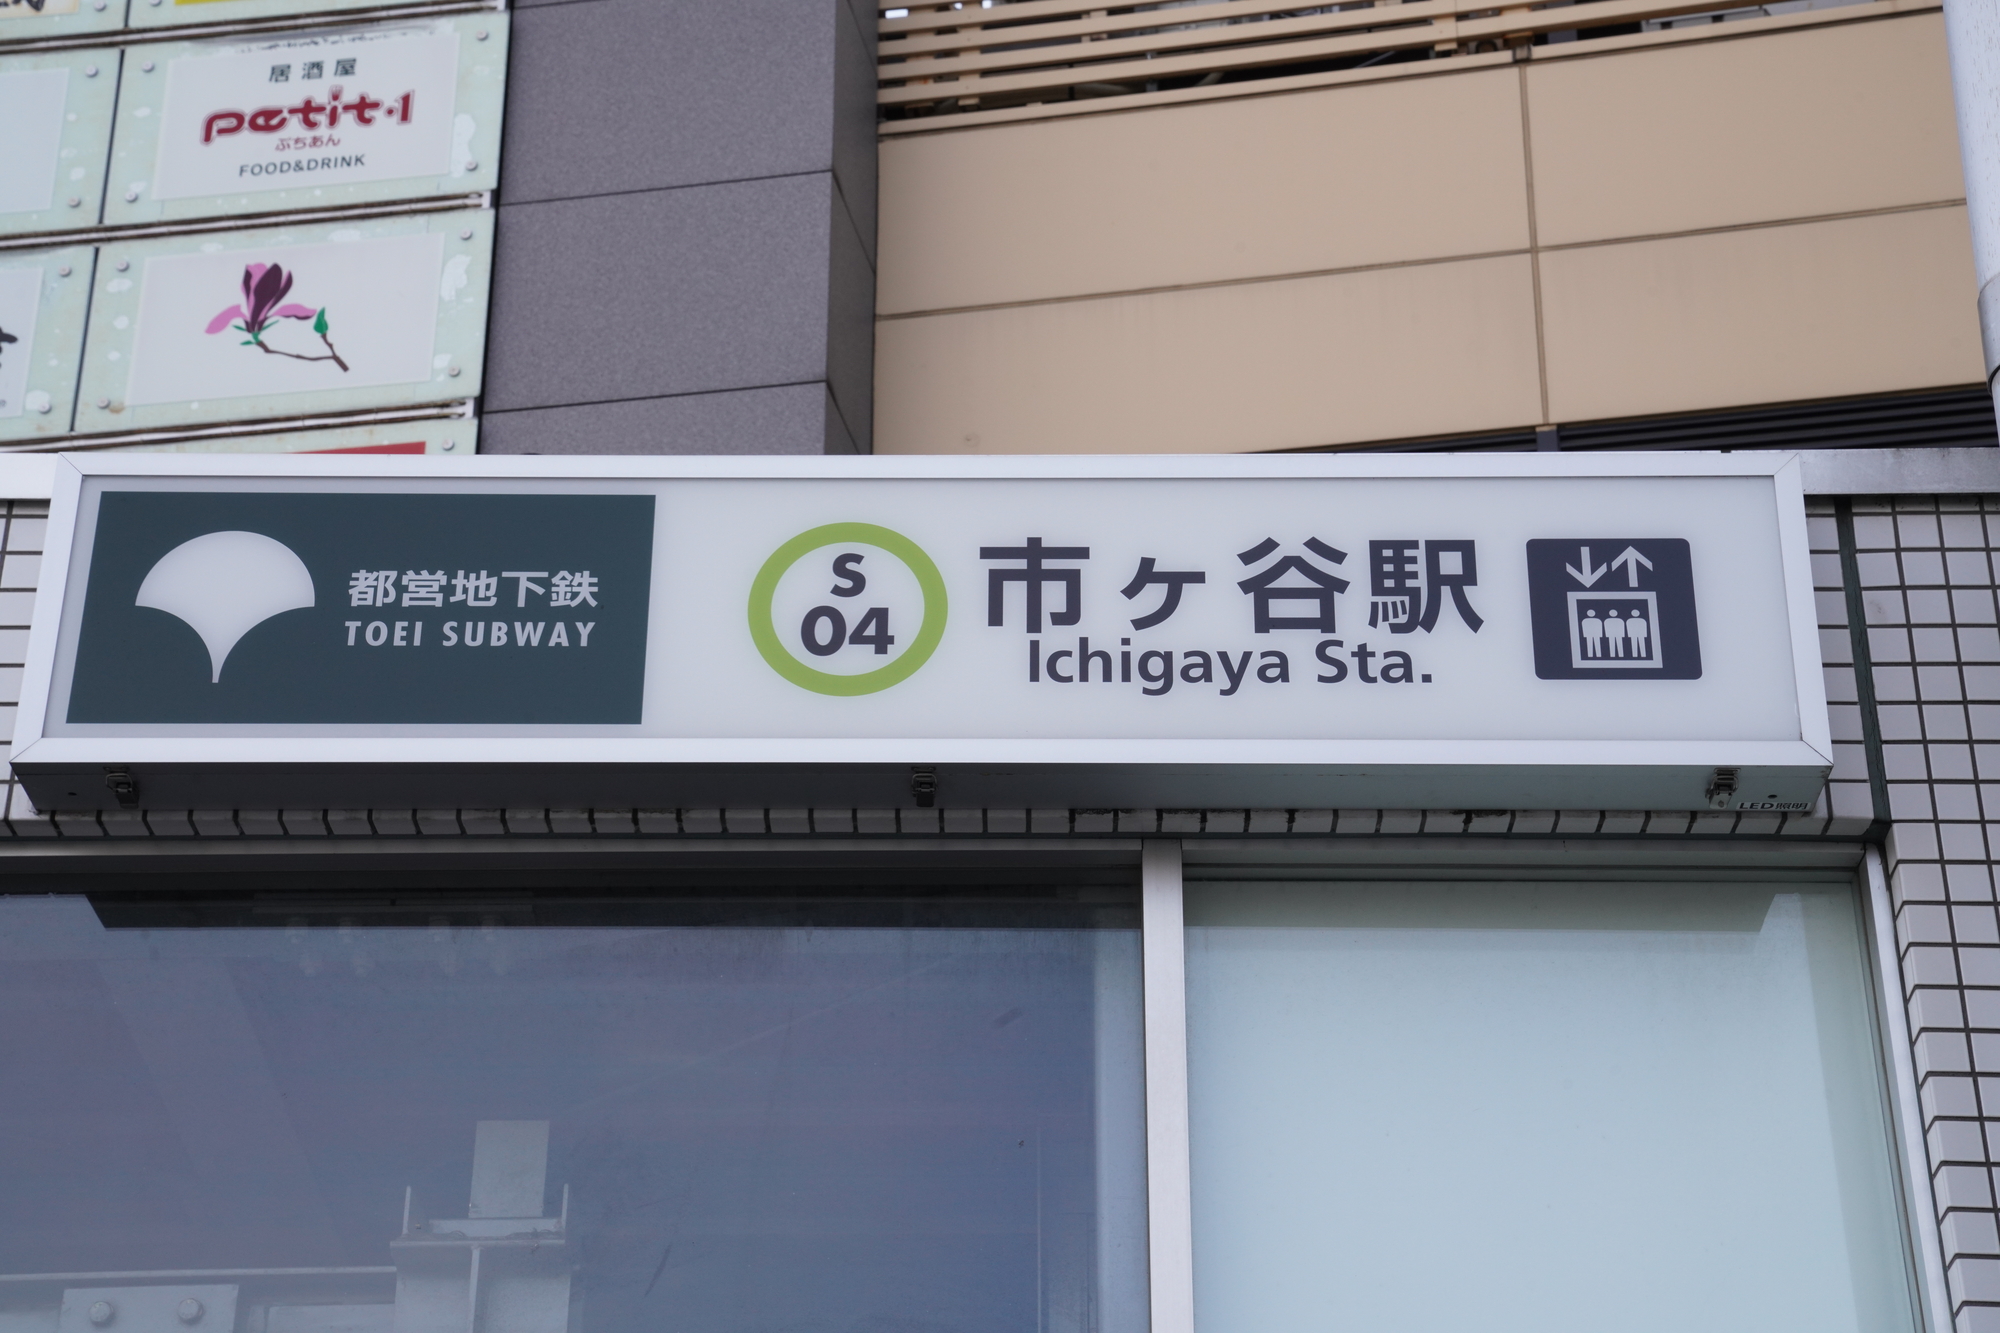 居酒屋
petit·1
ぷちあん
FOOD&DRINK
都営地下鉄
TOEI SUBWAY
S
04
市ヶ谷駅
Ichigaya Sta.
LED照明